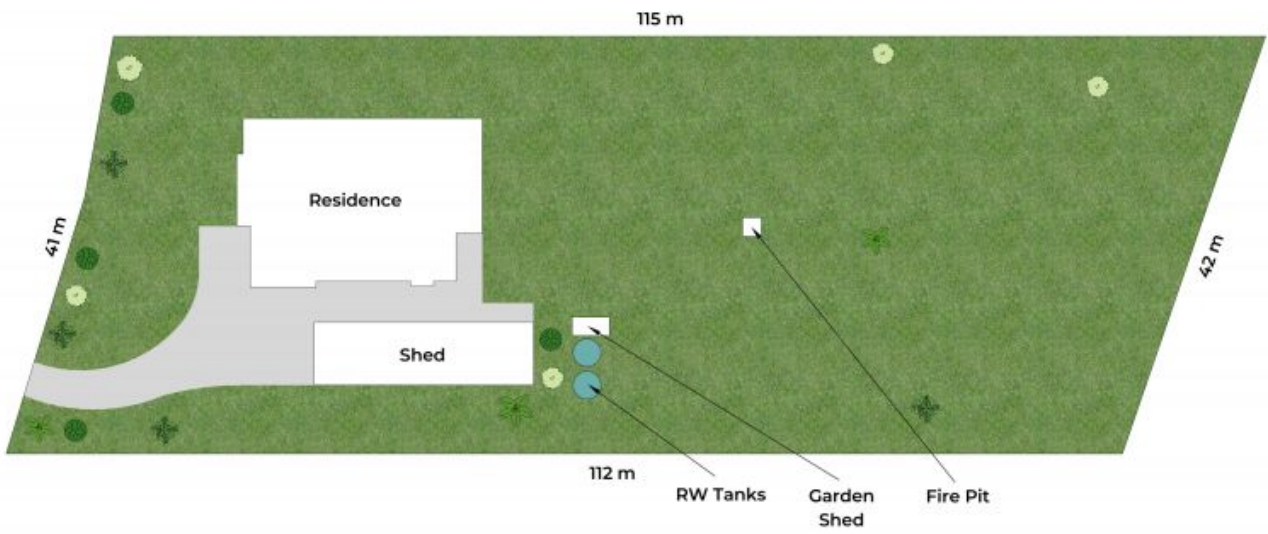 115 m
Residence
41 m
42 m
Shed
112 m
RW Tanks
Garden
Shed
Fire Pit